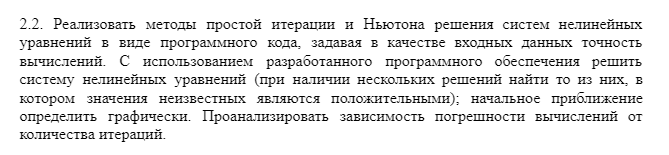 2.2. Реализовать методы простой итерации и Ньютона решения систем нелинейных
уравнений в виде программного кода, задавая в качестве входных данных точность
вычислений. С использованием разработанного программного обеспечения решить
систему нелинейных уравнений (при наличии нескольких решений найти то из них, в
котором значения неизвестных являются положительными); начальное приближение
определить графически. Проанализировать зависимость погрешности вычислений от
количества итераций.